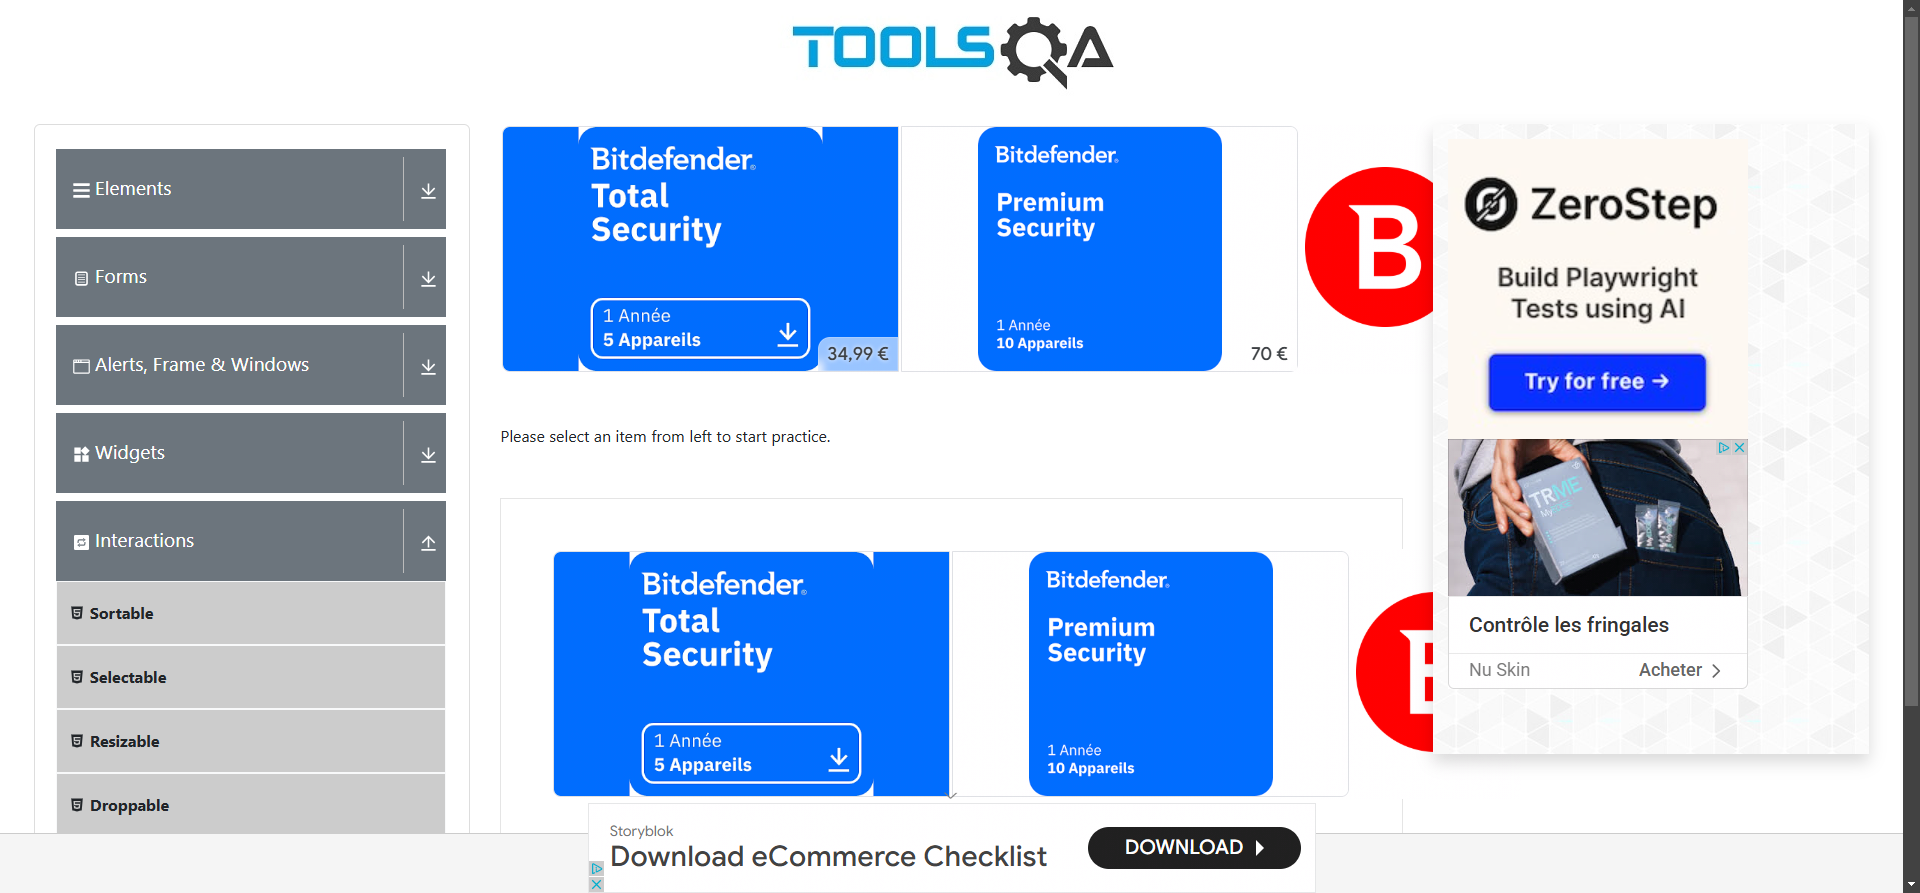 TOOLSQA
Elements
Forms
Alerts, Frame & Windows
Widgets
Interactions
Sortable
Selectable
Resizable
Droppable
Bitdefender®
Total
Security
1 Année
5 Appareils
34,99 €
Bitdefender®
Premium
Security
1 Année
10 Appareils
70 €
B
Please select an item from left to start practice.
Bitdefender®
Total
Security
1 Année
5 Appareils
Bitdefender®
Premium
Security
1 Année
10 Appareils
ZeroStep
Build Playwright
Tests using AI
Try for free →
TRME
Contrôle les fringales
Nu Skin
Acheter
Storyblok
Download eCommerce Checklist
DOWNLOAD